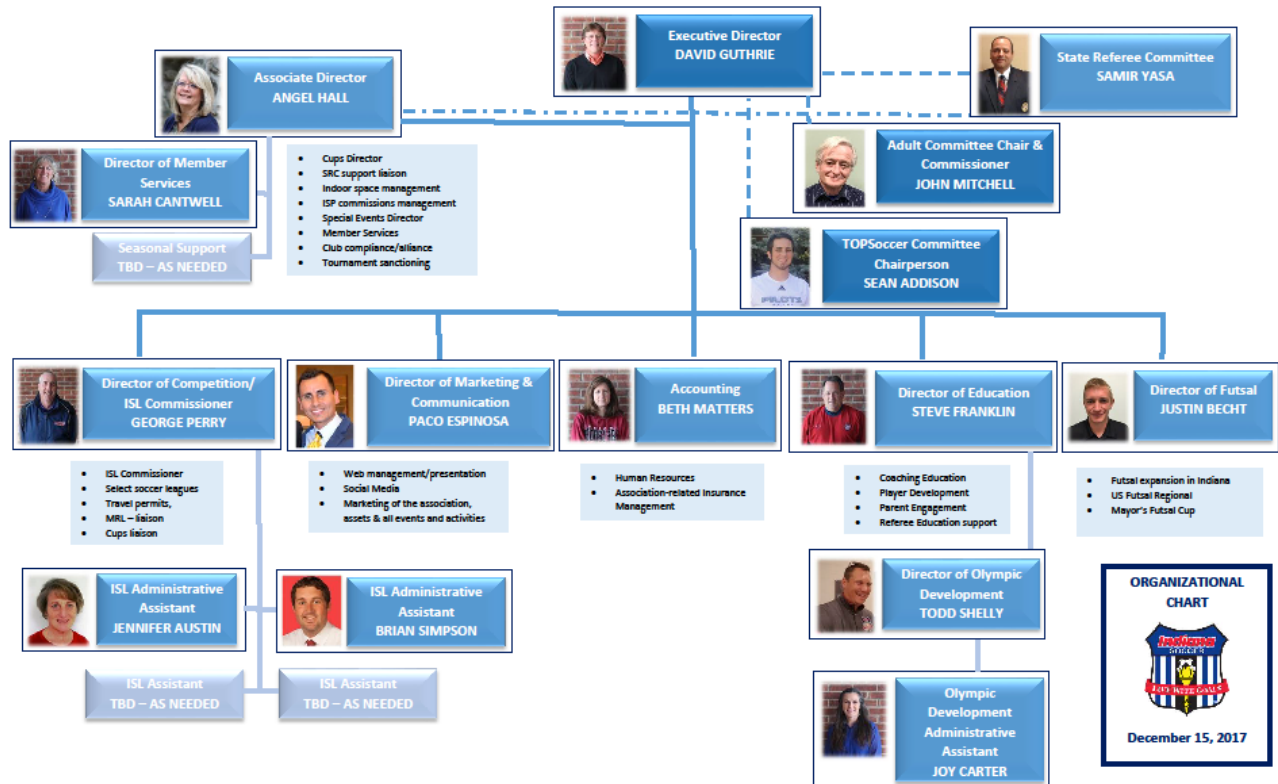 Executive Director
DAVID GUTHRIE
State Referee Committee
SAMIR YASA
Associate Director
ANGEL HALL
Adult Committee Chair &
Commissioner
JOHN MITCHELL
Director of Member
Services
SARAH CANTWELL
Seasonal Support
TBD – AS NEEDED
• Cups Director
• SRC support liaison
• Indoor space management
• ISP commissions management
• Special Events Director
• Member Services
• Club compliance/alliance
• Tournament sanctioning
TOPSoccer Committee
Chairperson
SEAN ADDISON
PILOTS
Director of Competition/
ISL Commissioner
GEORGE PERRY
Director of Marketing &
Communication
PACO ESPINOSA
Accounting
BETH MATTERS
Director of Education
STEVE FRANKLIN
Director of Futsal
JUSTIN BECHT
• ISL Commissioner
• Select soccer leagues
• Travel permits,
• MRL – liaison
• Cups liaison
• Web management/presentation
• Social Media
• Marketing of the association,
assets & all events and activities
• Human Resources
• Association-related Insurance
Management
• Coaching Education
• Player Development
• Parent Engagement
• Referee Education support
• Futsal expansion in Indiana
• US Futsal Regional
• Mayor's Futsal Cup
ISL Administrative
Assistant
JENNIFER AUSTIN
ISL Administrative
Assistant
BRIAN SIMPSON
ISL Assistant
TBD – AS NEEDED
ISL Assistant
TBD – AS NEEDED
Director of Olympic
Development
TODD SHELLY
Olympic
Development
Administrative
Assistant
JOY CARTER
ORGANIZATIONAL
CHART
Indiana
SOCCER
LIVE WITH GOALS
December 15, 2017